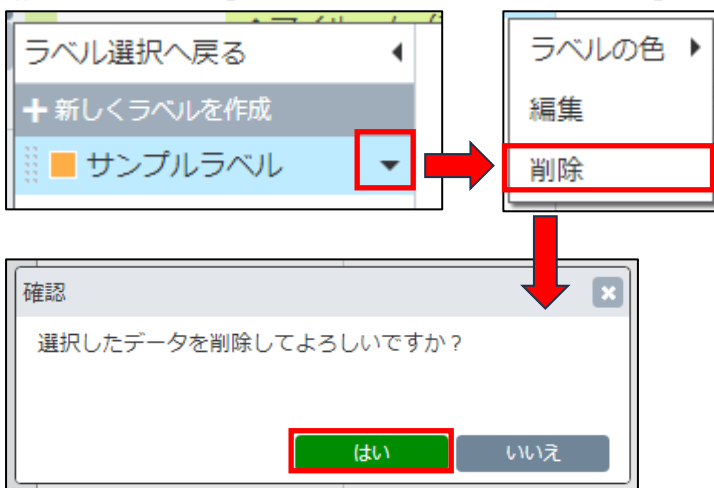 ラベル選択へ戻る
新しくラベルを作成
サンプルラベル
ラベルの色
編集
削除
確認
選択したデータを削除してよろしいですか？
はい
いいえ